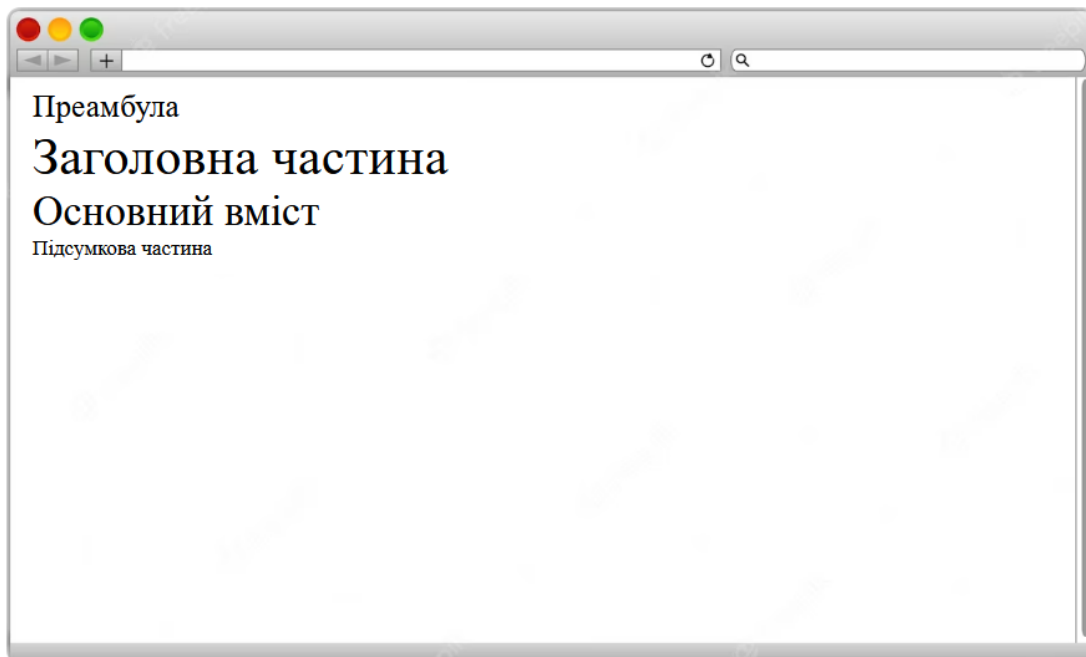 Преамбула
Заголовна частина
Основний вміст
Підсумкова частина